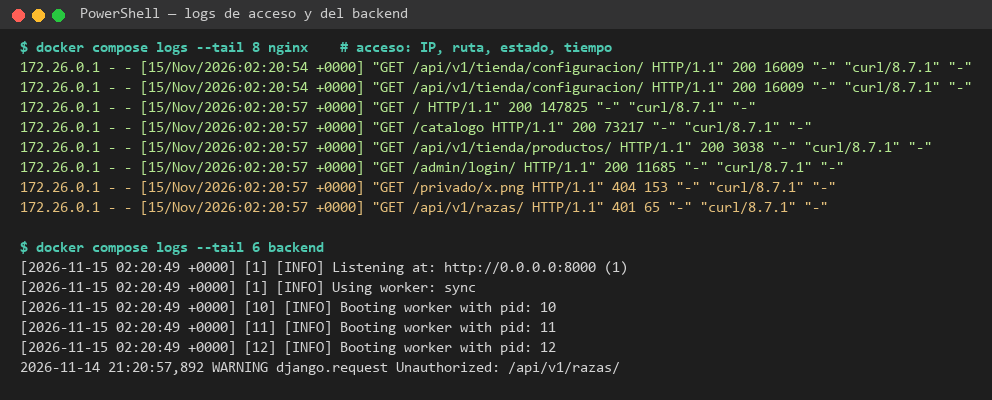 PowerShell — logs de acceso y del backend
$ docker compose logs --tail 8 nginx    # acceso: IP, ruta, estado, tiempo
172.26.0.1 - - [15/Nov/2026:02:20:54 +0000] "GET /api/v1/tienda/configuracion/ HTTP/1.1" 200 16009 "-" "curl/8.7.1" "-"
172.26.0.1 - - [15/Nov/2026:02:20:54 +0000] "GET /api/v1/tienda/configuracion/ HTTP/1.1" 200 16009 "-" "curl/8.7.1" "-"
172.26.0.1 - - [15/Nov/2026:02:20:57 +0000] "GET / HTTP/1.1" 200 147825 "-" "curl/8.7.1" "-"
172.26.0.1 - - [15/Nov/2026:02:20:57 +0000] "GET /catalogo HTTP/1.1" 200 73217 "-" "curl/8.7.1" "-"
172.26.0.1 - - [15/Nov/2026:02:20:57 +0000] "GET /api/v1/tienda/productos/ HTTP/1.1" 200 3038 "-" "curl/8.7.1" "-"
172.26.0.1 - - [15/Nov/2026:02:20:57 +0000] "GET /admin/login/ HTTP/1.1" 200 11685 "-" "curl/8.7.1" "-"
172.26.0.1 - - [15/Nov/2026:02:20:57 +0000] "GET /privado/x.png HTTP/1.1" 404 153 "-" "curl/8.7.1" "-"
172.26.0.1 - - [15/Nov/2026:02:20:57 +0000] "GET /api/v1/razas/ HTTP/1.1" 401 65 "-" "curl/8.7.1" "-"
$ docker compose logs --tail 6 backend
[2026-11-15 02:20:49 +0000] [1] [INFO] Listening at: http://0.0.0.0:8000 (1)
[2026-11-15 02:20:49 +0000] [1] [INFO] Using worker: sync
[2026-11-15 02:20:49 +0000] [10] [INFO] Booting worker with pid: 10
[2026-11-15 02:20:49 +0000] [11] [INFO] Booting worker with pid: 11
[2026-11-15 02:20:49 +0000] [12] [INFO] Booting worker with pid: 12
2026-11-14 21:20:57,892 WARNING django.request Unauthorized: /api/v1/razas/